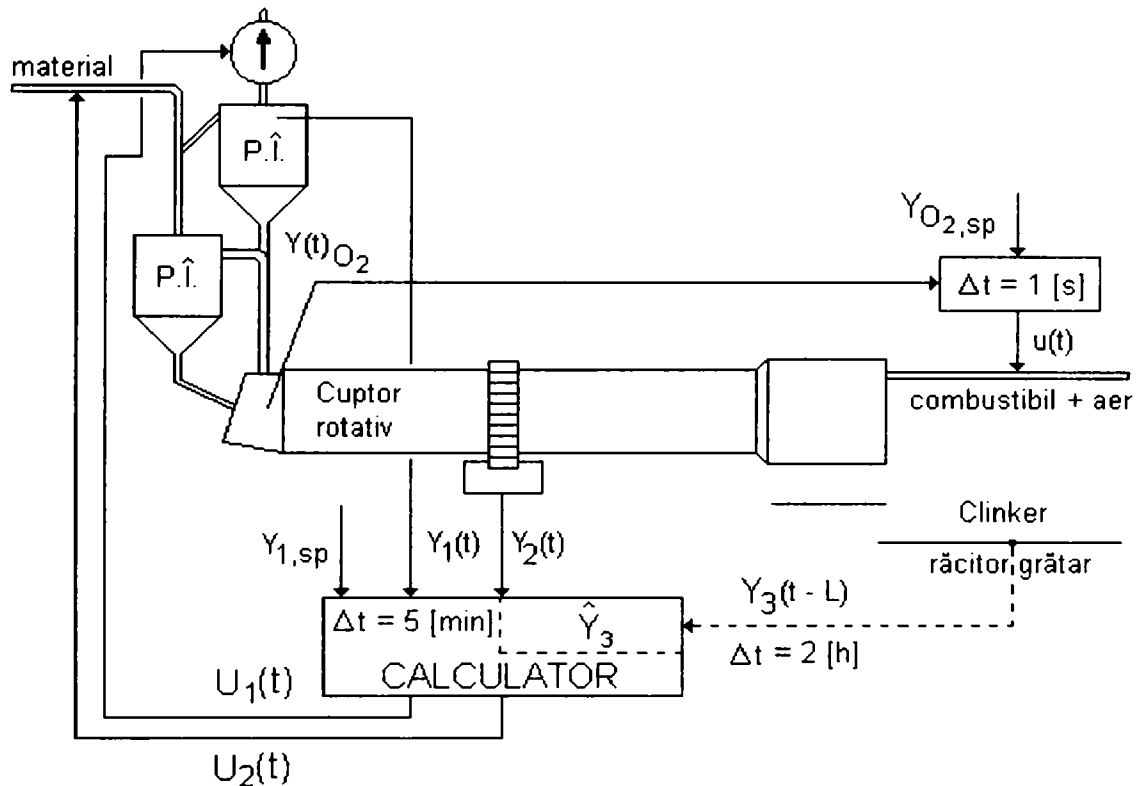 material
P.Î.
P.Î.
Y(t)O₂
Y O₂,sp
Δt = 1 [s]
u(t)
combustibil + aer
Cuptor
rotativ
Clinker
răcitor grătar
Y₁,sp
Y₁(t)
Y₂(t)
Y₃(t - L)
Δt = 2 [h]
Δt = 5 [min]
Ŷ₃
CALCULATOR
U₁(t)
U₂(t)